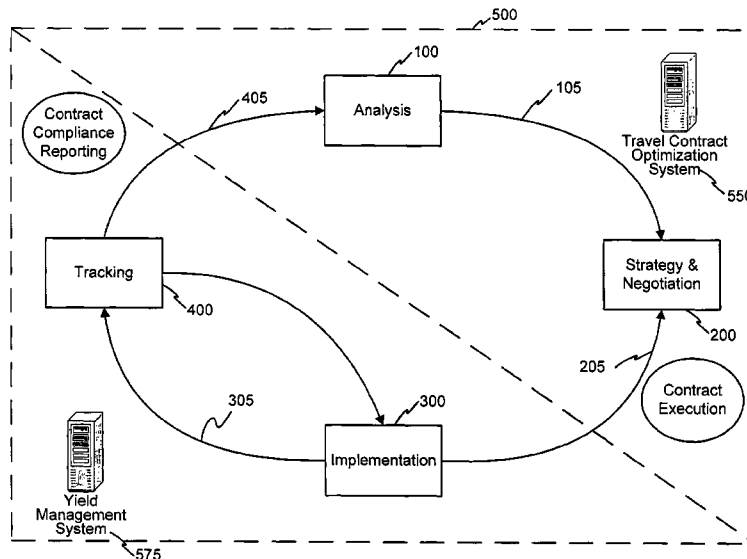 500
100
Analysis
405
105
Contract
Compliance
Reporting
Travel Contract
Optimization
System
550
Tracking
400
Strategy &
Negotiation
200
205
Contract
Execution
305
300
Implementation
Yield
Management
System
575